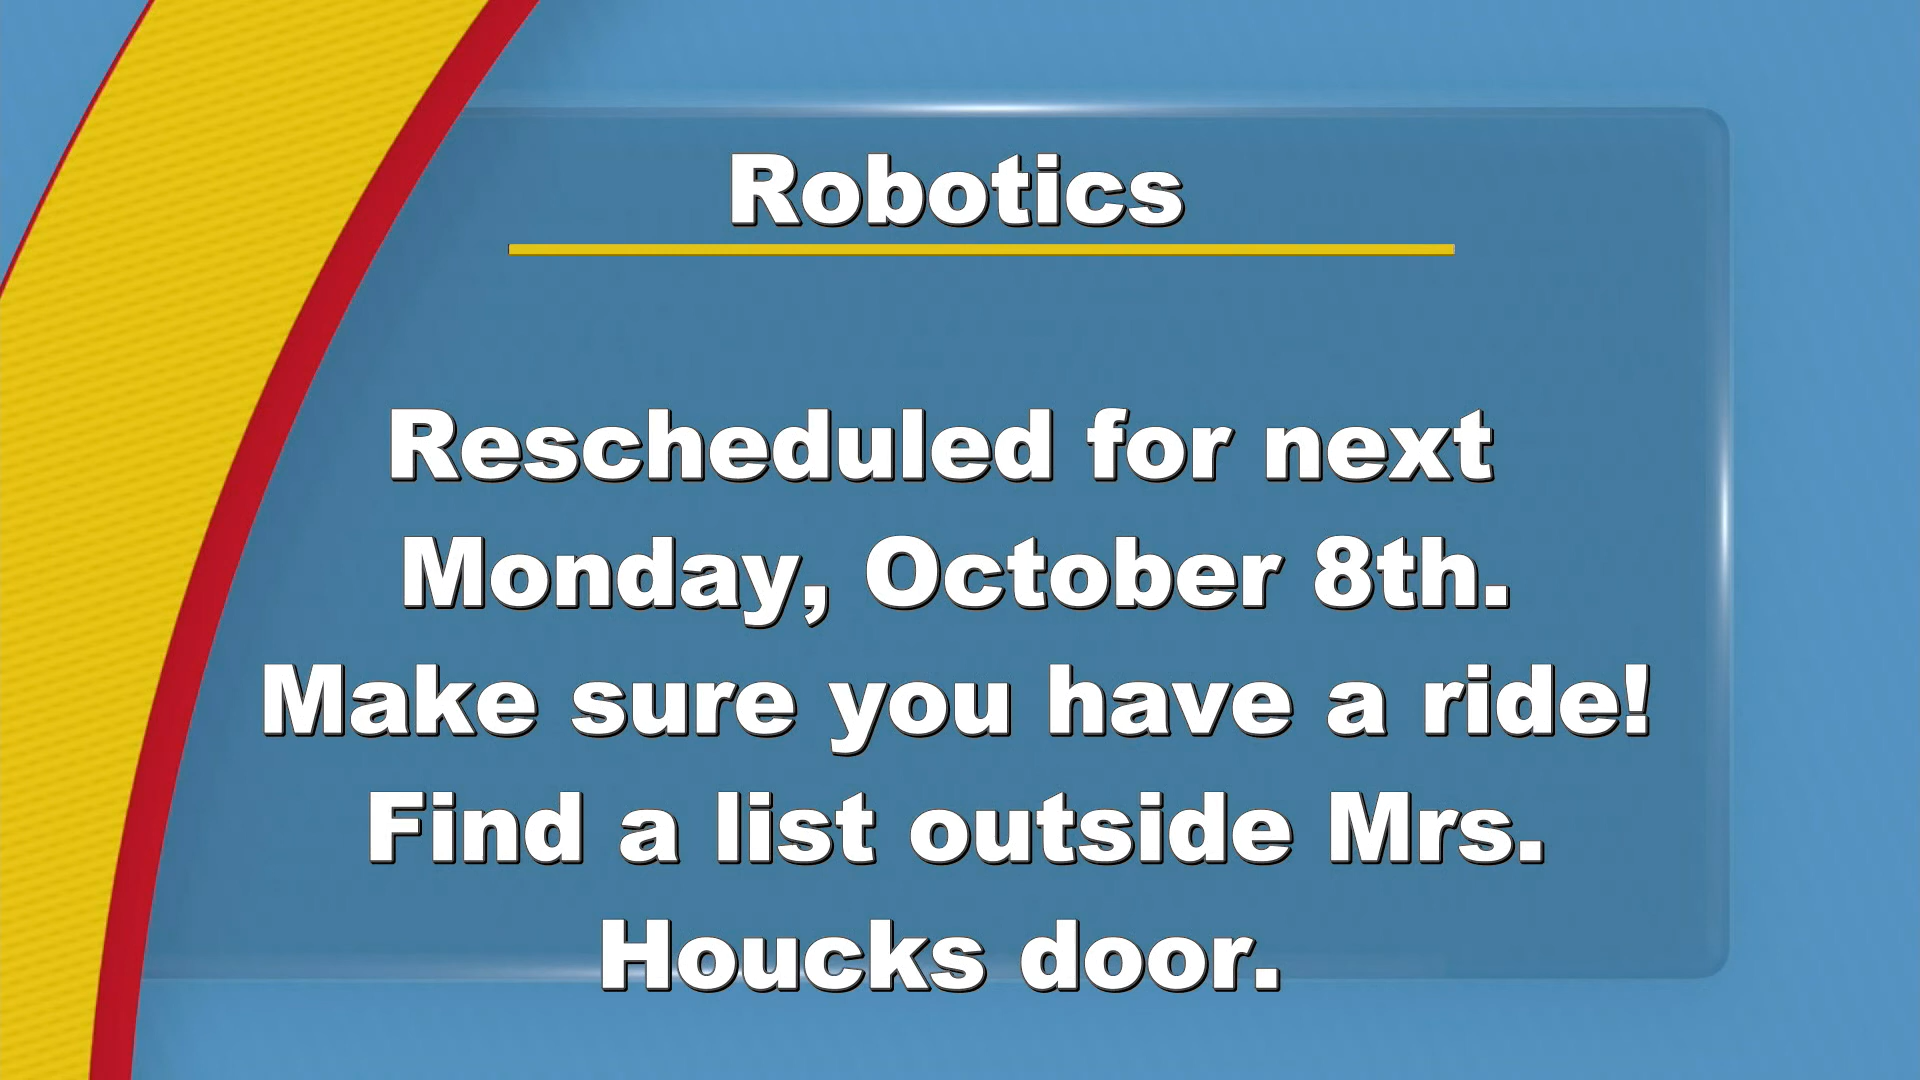 Robotics
Rescheduled for next
Monday, October 8th.
Make sure you have a ride!
Find a list outside Mrs.
Houcks door.